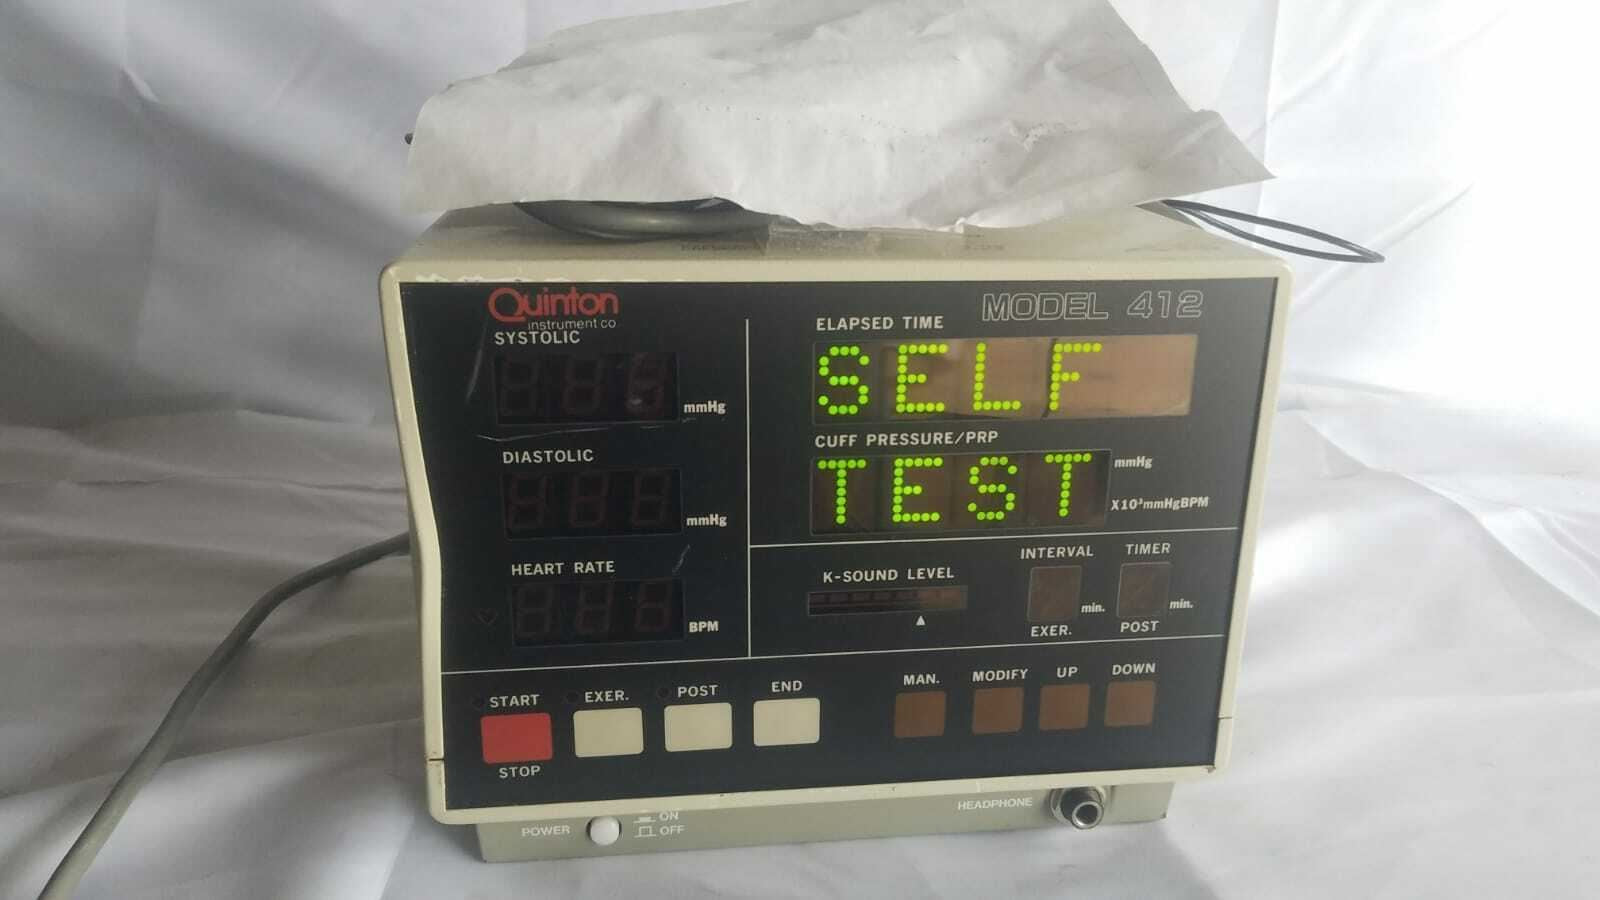 Quinton
instrument co
MODEL 412
SYSTOLIC
mmHg
DIASTOLIC
mmHg
HEART RATE
BPM
ELAPSED TIME
SELF
CUFF PRESSURE/PRP
TEST
mmHg
X10³mmHgBPM
K-SOUND LEVEL
INTERVAL
min.
EXER.
TIMER
min.
POST
START
STOP
EXER.
POST
END
MAN.
MODIFY
UP
DOWN
POWER
ON
OFF
HEADPHONE